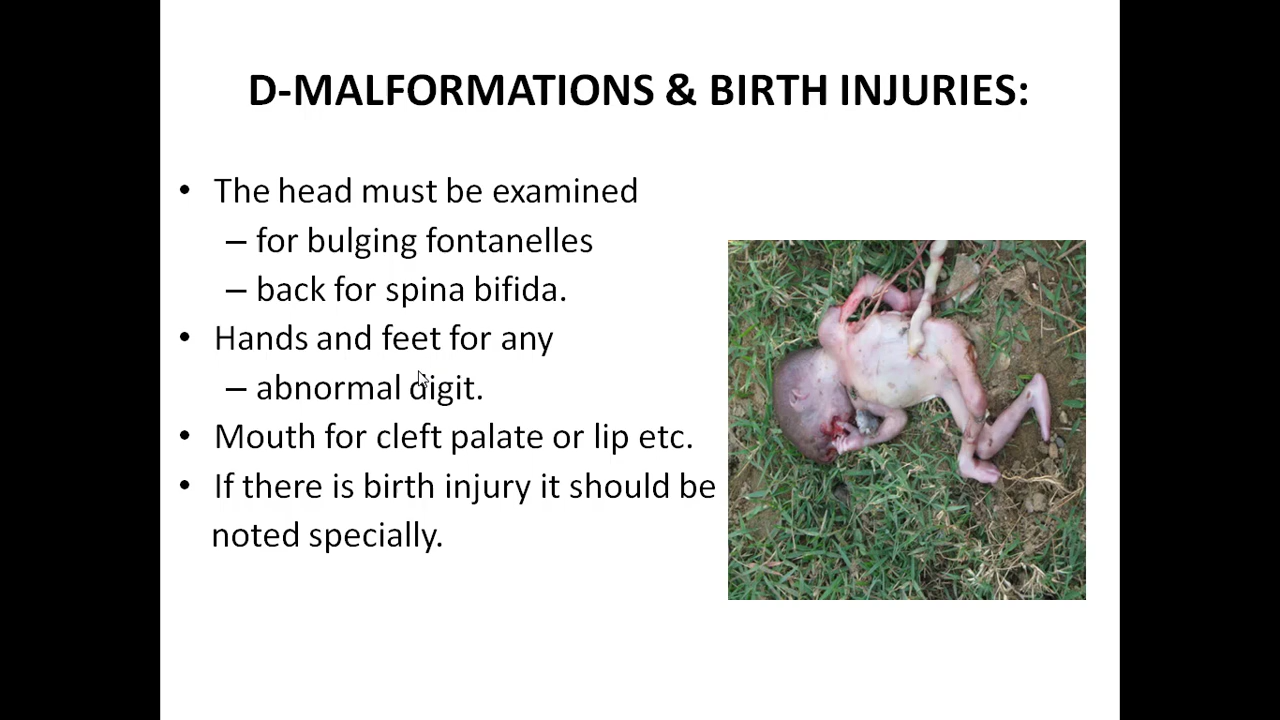 D-MALFORMATIONS & BIRTH INJURIES:
• The head must be examined
– for bulging fontanelles
– back for spina bifida.
• Hands and feet for any
– abnormal digit.
• Mouth for cleft palate or lip etc.
• If there is birth injury it should be
noted specially.